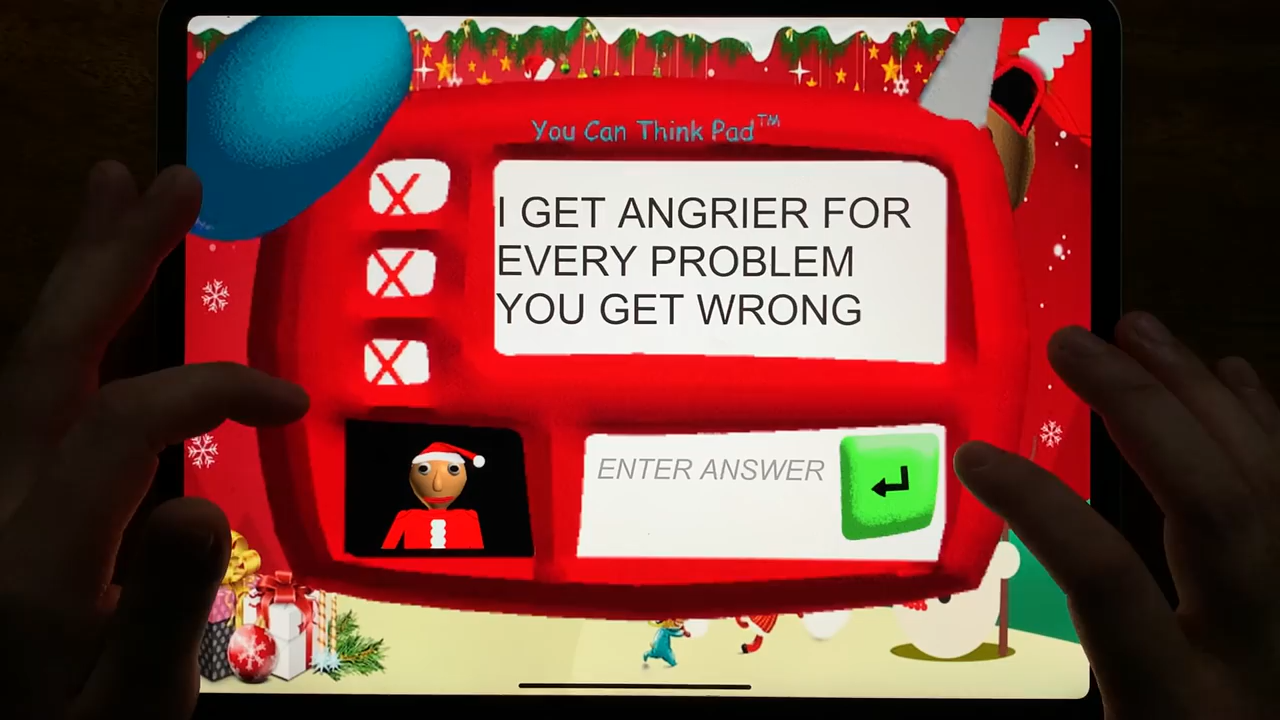 You Can Think Pad™
I GET ANGRIER FOR
EVERY PROBLEM
YOU GET WRONG
ENTER ANSWER